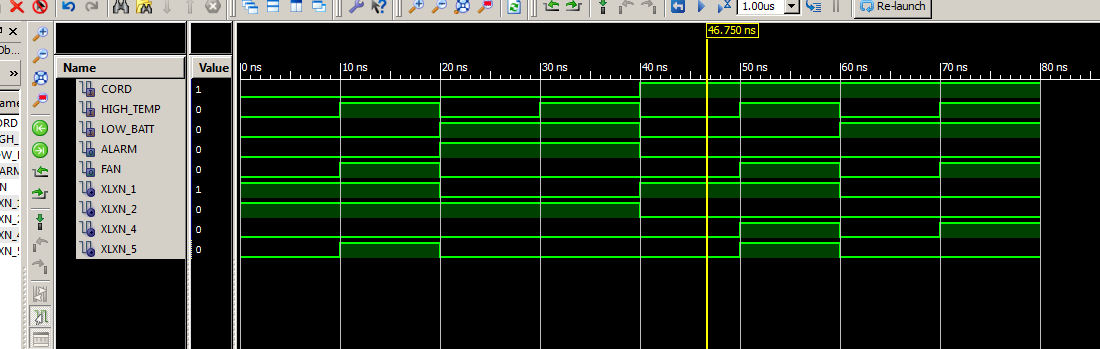 1.00us
Re-launch
46.750 ns
Ob...
»
Name
Value
0 ns
10 ns
20 ns
30 ns
40 ns
50 ns
60 ns
70 ns
80 ns
CORD
1
HIGH_TEMP
0
LOW_BATT
0
ALARM
0
FAN
0
XLXN_1
1
XLXN_2
0
XLXN_4
0
XLXN_5
0